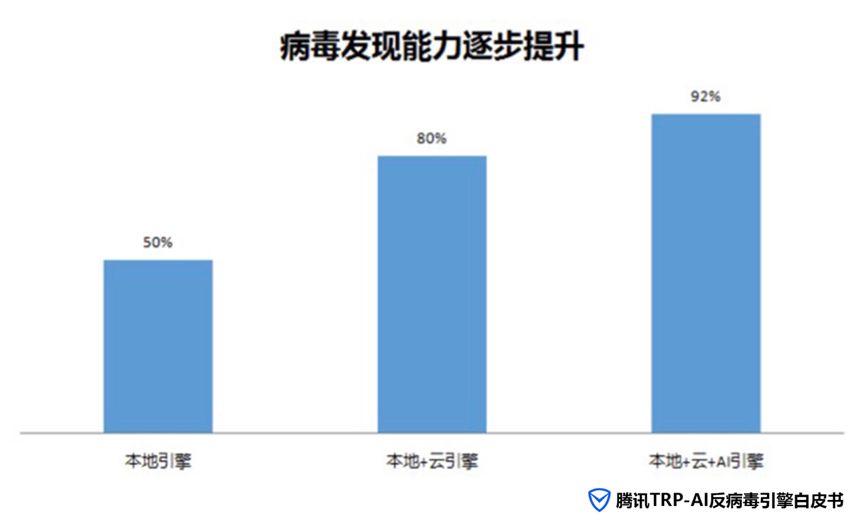 病毒发现能力逐步提升
92%
80%
50%
本地引擎
本地+云引擎
本地+云+AI引擎
腾讯TRP-AI反病毒引擎白皮书